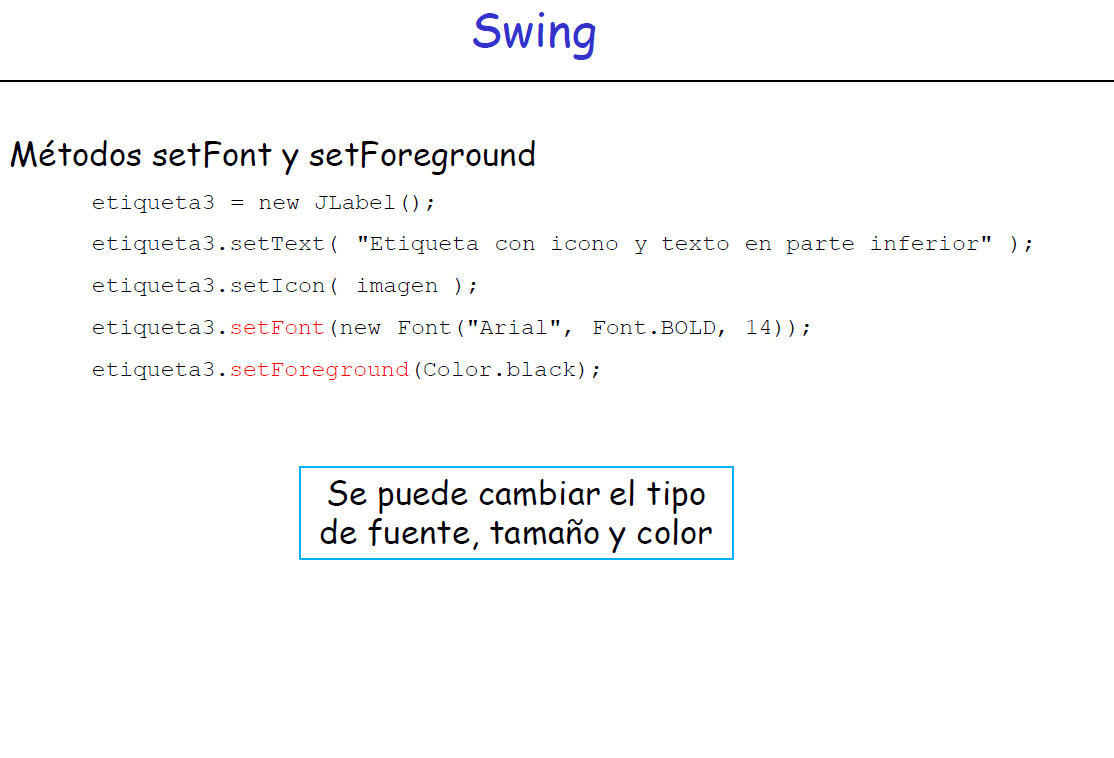 Swing
Métodos setFont y setForeground
etiqueta3 = new JLabel();
etiqueta3.setText( "Etiqueta con icono y texto en parte inferior" );
etiqueta3.setIcon( imagen );
etiqueta3.setFont(new Font("Arial", Font.BOLD, 14));
etiqueta3.setForeground(Color.black);
Se puede cambiar el tipo
de fuente, tamaño y color